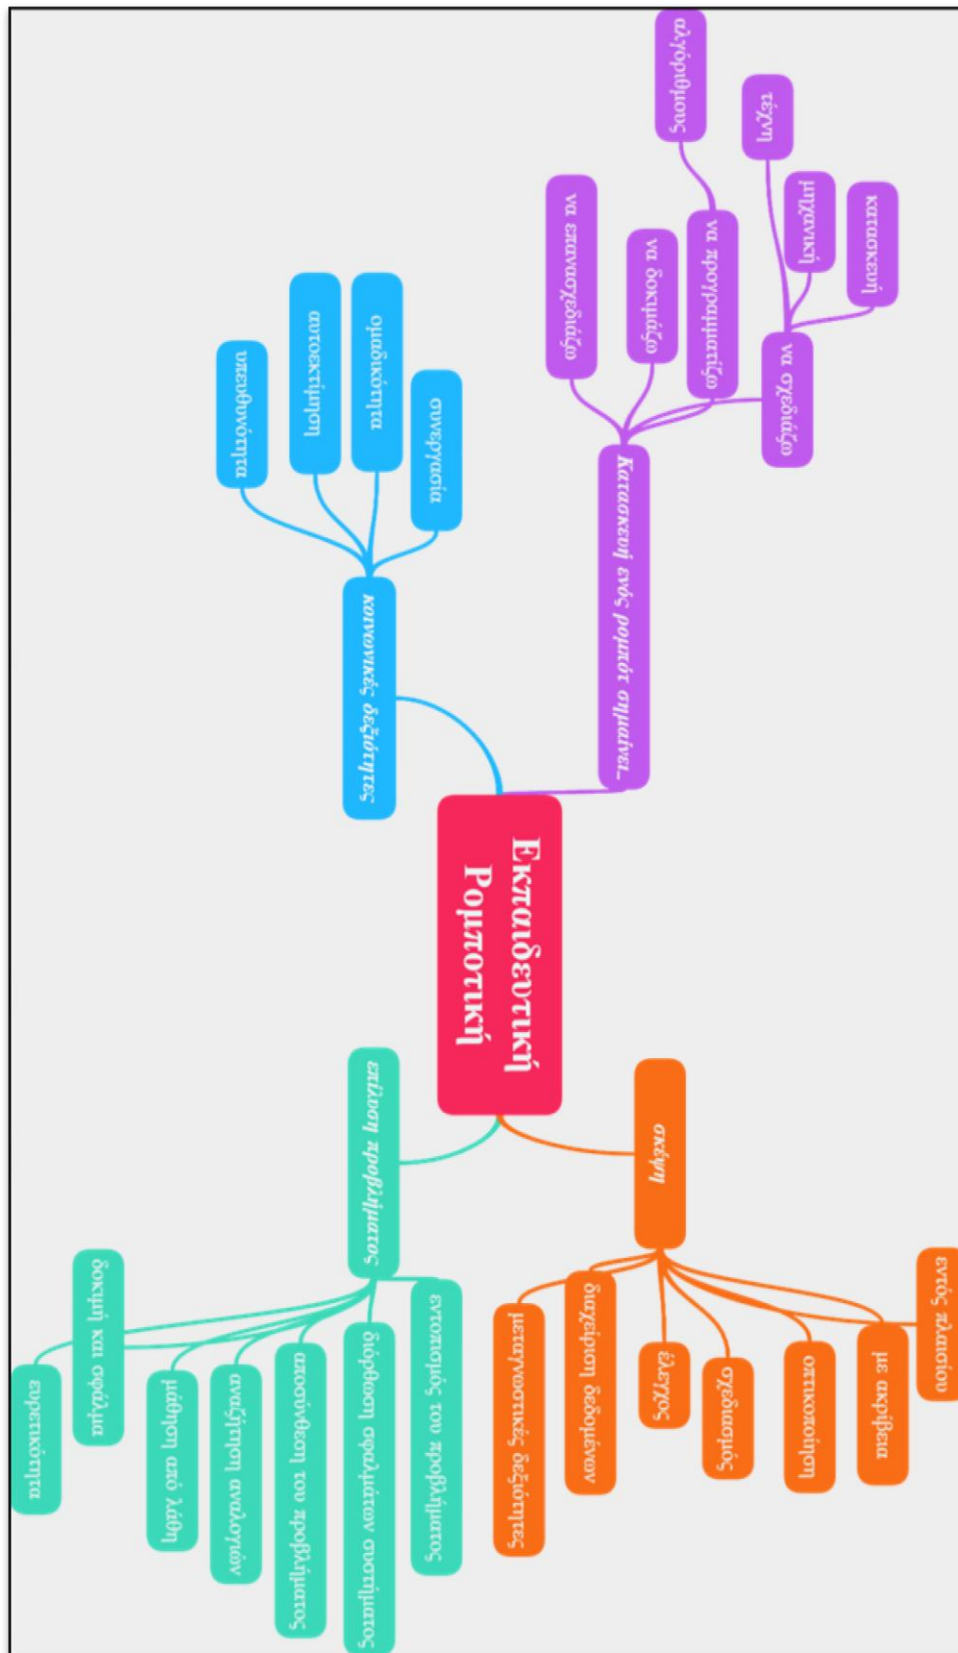 Εκπαιδευτική
Ρομποτική
Κατασκευή ενός ρομπότ σημαίνει...
να σχεδιάζω
κατασκευή
μηχανική
τέχνη
να προγραμματίζω
αλγόριθμους
να δοκιμάζω
να επανασχεδιάζω
κοινωνικές δεξιότητες
συνεργασία
ομαδικότητα
αυτοεκτίμηση
υπευθυνότητα
σκέψη
εντός πλαισίου
με ακρίβεια
οπτικοποίηση
σχεδιασμός
έλεγχος
διαχείριση δεδομένων
μεταγνωστικές δεξιότητες
επίλυση προβλήματος
εντοπισμός του προβλήματος
διόρθωση σφαλμάτων συστήματος
αποσύνθεση του προβλήματος
αναζήτηση αναλογιών
μάθηση από λάθη
δοκιμή και σφάλμα
ευρετικότητα